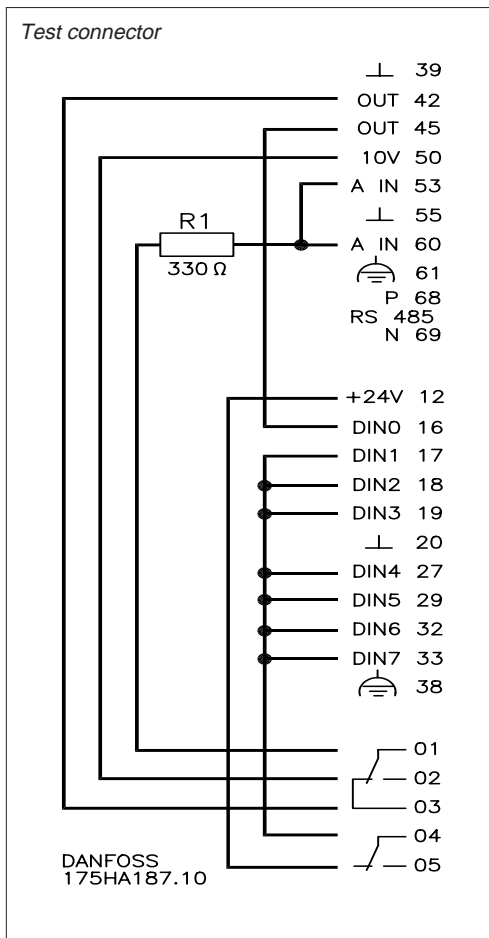 Test connector
39
OUT 42
OUT 45
10V 50
A IN 53
55
R1
330 Ω
A IN 60
61
P 68
RS 485
N 69
+24V 12
DIN0 16
DIN1 17
DIN2 18
DIN3 19
20
DIN4 27
DIN5 29
DIN6 32
DIN7 33
38
01
02
03
04
05
DANFOSS
175HA187.10